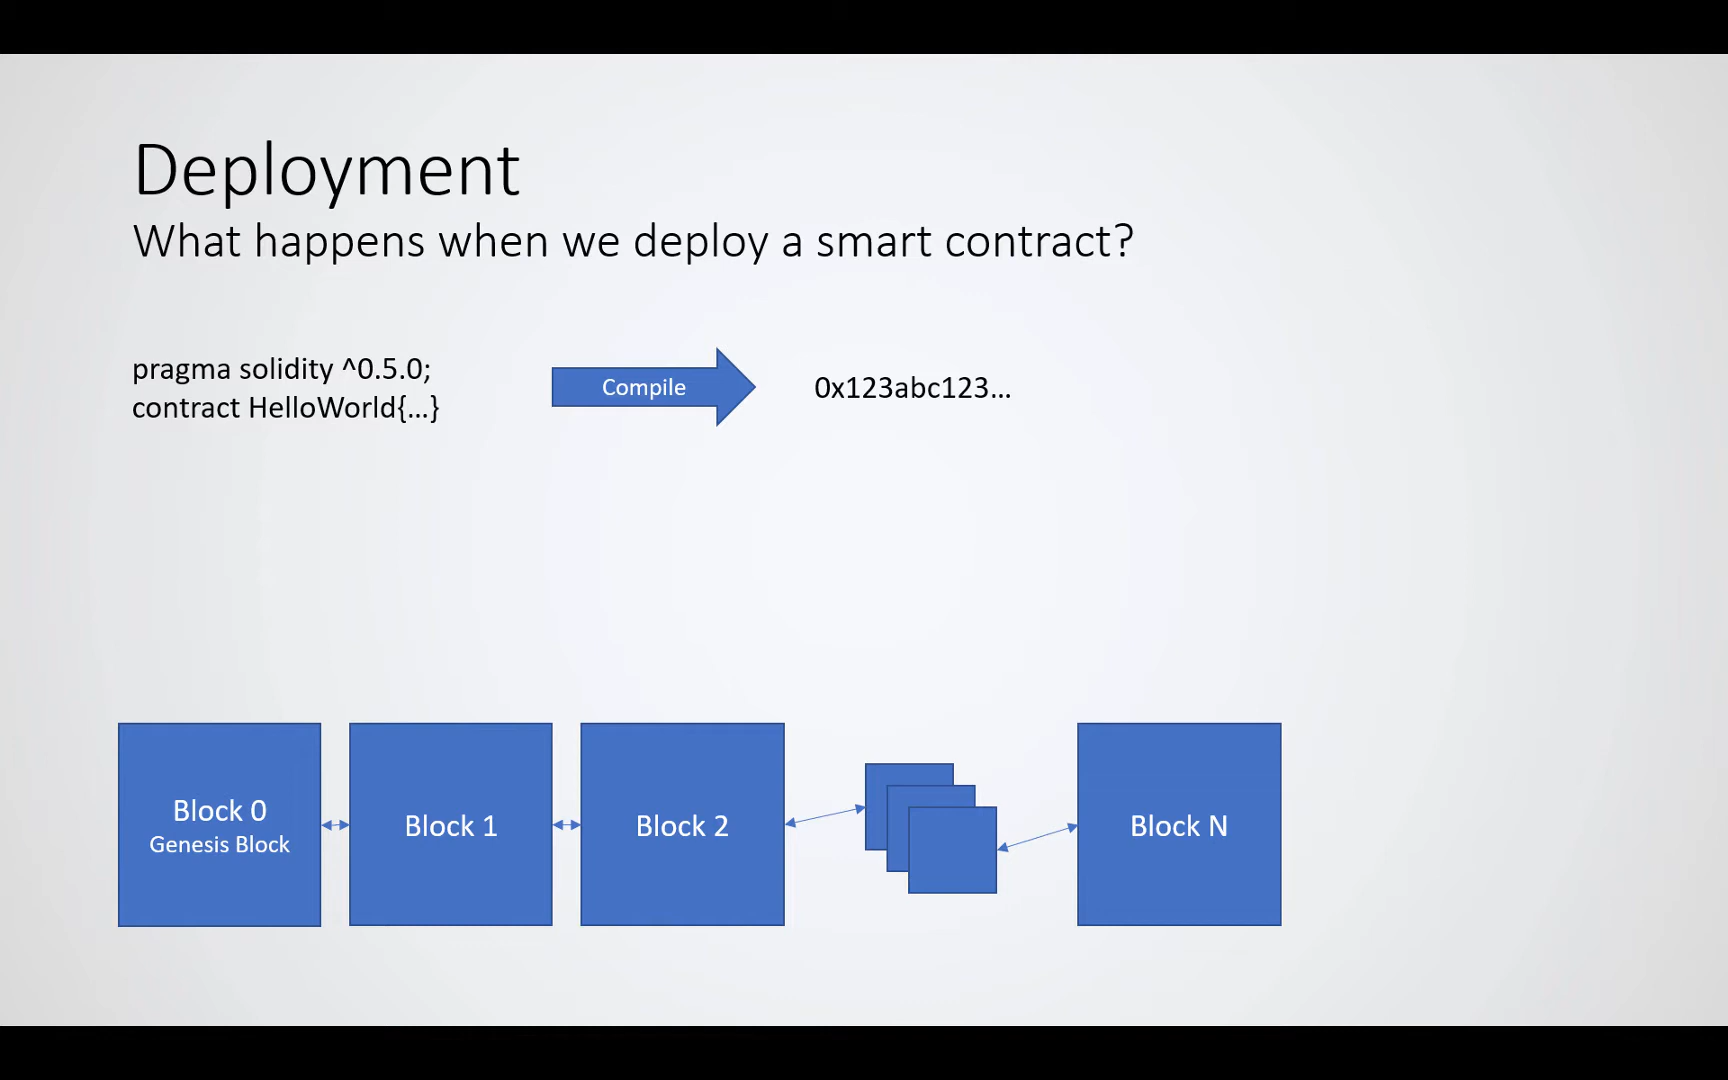 Deployment
What happens when we deploy a smart contract?
pragma solidity ^0.5.0;
contract HelloWorld{…}
Compile
0x123abc123…
Block 0
Genesis Block
Block 1
Block 2
Block N